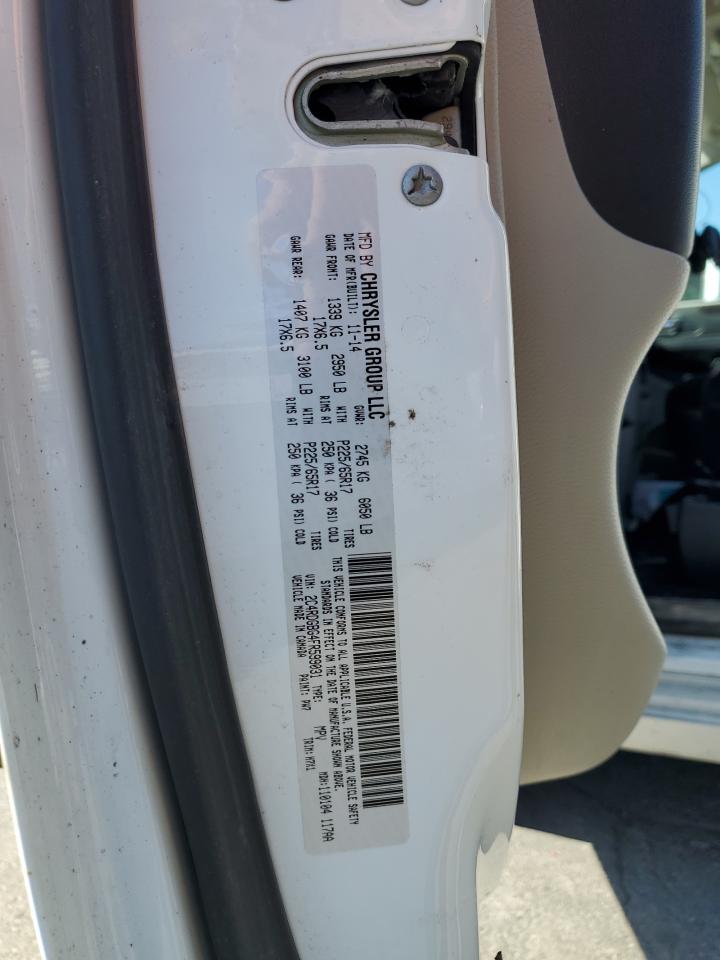 MFD BY CHRYSLER GROUP LLC
DATE OF MFR(BUILT): 11-14 GVWR: 2745 KG 6050 LB
GAWR FRONT: 1339 KG 2950 LB WITH P225/65R17 TIRES
17X6.5 RIMS AT 250 KPA ( 36 PSI) COLD
GAWR REAR: 1407 KG 3100 LB WITH P225/65R17 TIRES
17X6.5 RIMS AT 250 KPA ( 36 PSI) COLD
THIS VEHICLE CONFORMS TO ALL APPLICABLE U.S.A. FEDERAL MOTOR VEHICLE SAFETY
STANDARDS IN EFFECT ON THE DATE OF MANUFACTURE SHOWN ABOVE.
VIN: 2C4RDGBG4FR599031 TYPE: MPV MDH: 110104 117AA
VEHICLE MADE IN CANADA PAINT: PW7 TRIM: